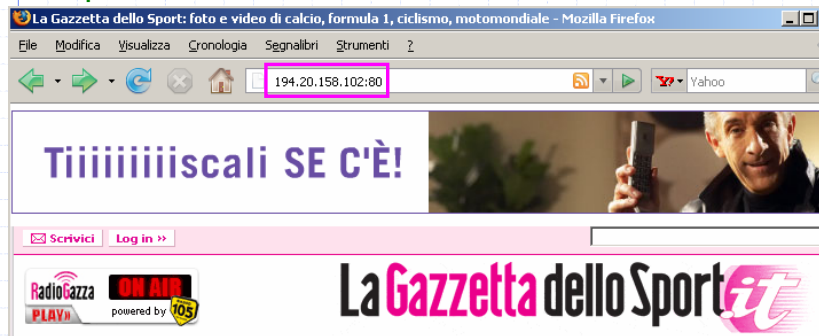 La Gazzetta dello Sport: foto e video di calcio, formula 1, ciclismo, motomondiale - Mozilla Firefox
File Modifica Visualizza Cronologia Segnalibri Strumenti ?
194.20.158.102:80 Yahoo
Tiiiiiiiiscali SE C'È!
Scrivici Log in »
RadioGazza
PLAY»
ON AIR
powered by 105
La Gazzetta dello Sport.it